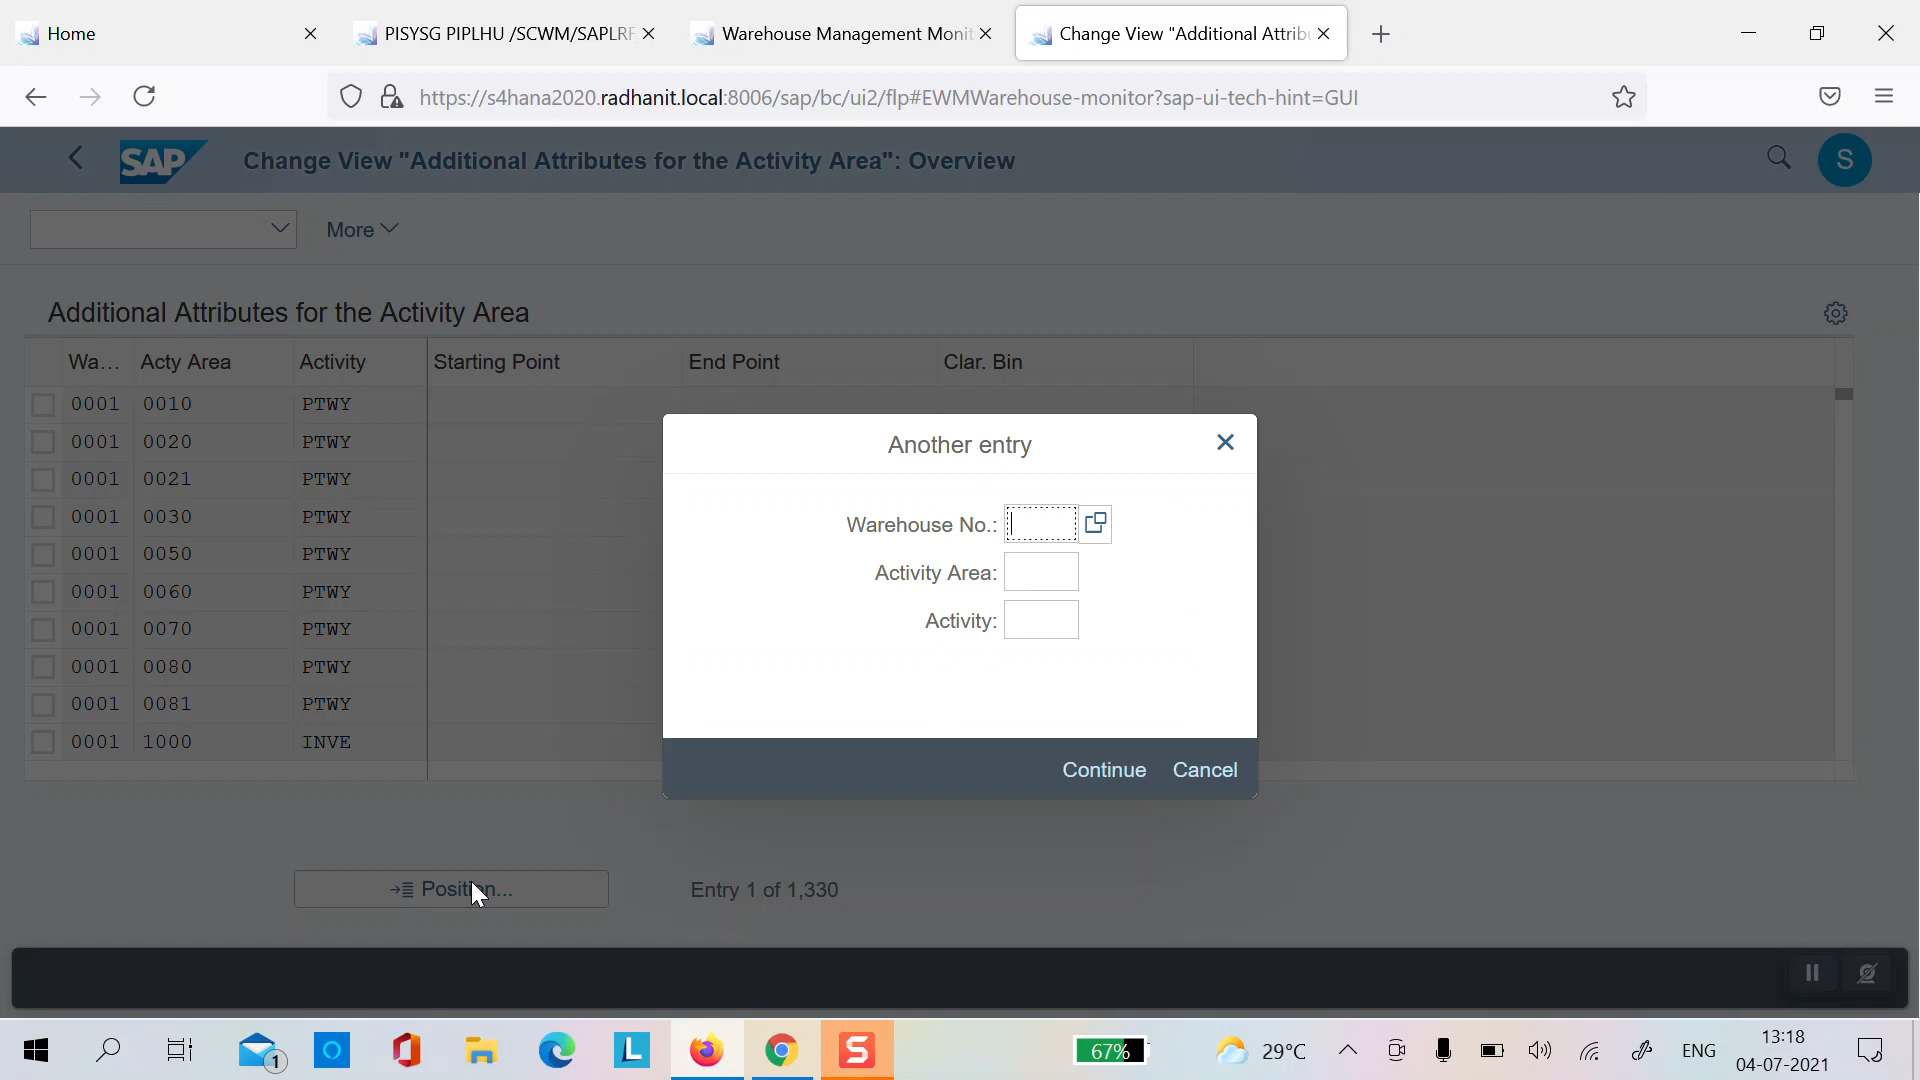 Home
PISYSG PIPLHU /SCWM/SAPLRF
Warehouse Management Monit
Change View "Additional Attrib
https://s4hana2020.radhanit.local:8006/sap/bc/ui2/flp#EWMWarehouse-monitor?sap-ui-tech-hint=GUI
SAP Change View "Additional Attributes for the Activity Area": Overview S
More
Additional Attributes for the Activity Area
Wa... Acty Area Activity Starting Point End Point Clar. Bin
0001 0010 PTWY
0001 0020 PTWY
0001 0021 PTWY
0001 0030 PTWY
0001 0050 PTWY
0001 0060 PTWY
0001 0070 PTWY
0001 0080 PTWY
0001 0081 PTWY
0001 1000 INVE
Another entry
Warehouse No.:
Activity Area:
Activity:
Continue Cancel
Position... Entry 1 of 1,330
1 L S 67% 29°C ENG 13:18
04-07-2021